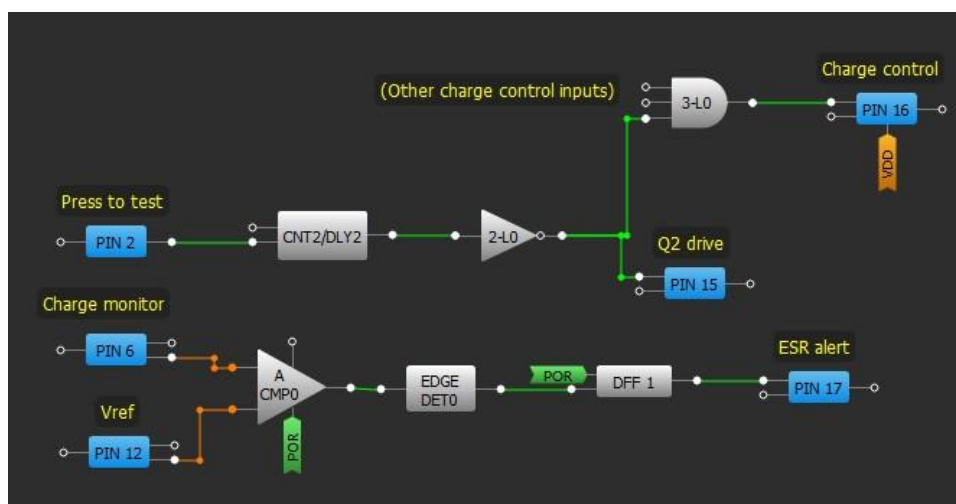 Charge control
(Other charge control inputs)
3-L0
PIN 16
VDD
Press to test
PIN 2
CNT2/DLY2
2-L0
Q2 drive
PIN 15
Charge monitor
PIN 6
A
CMP0
POR
EDGE
DET0
POR
DFF 1
ESR alert
PIN 17
Vref
PIN 12